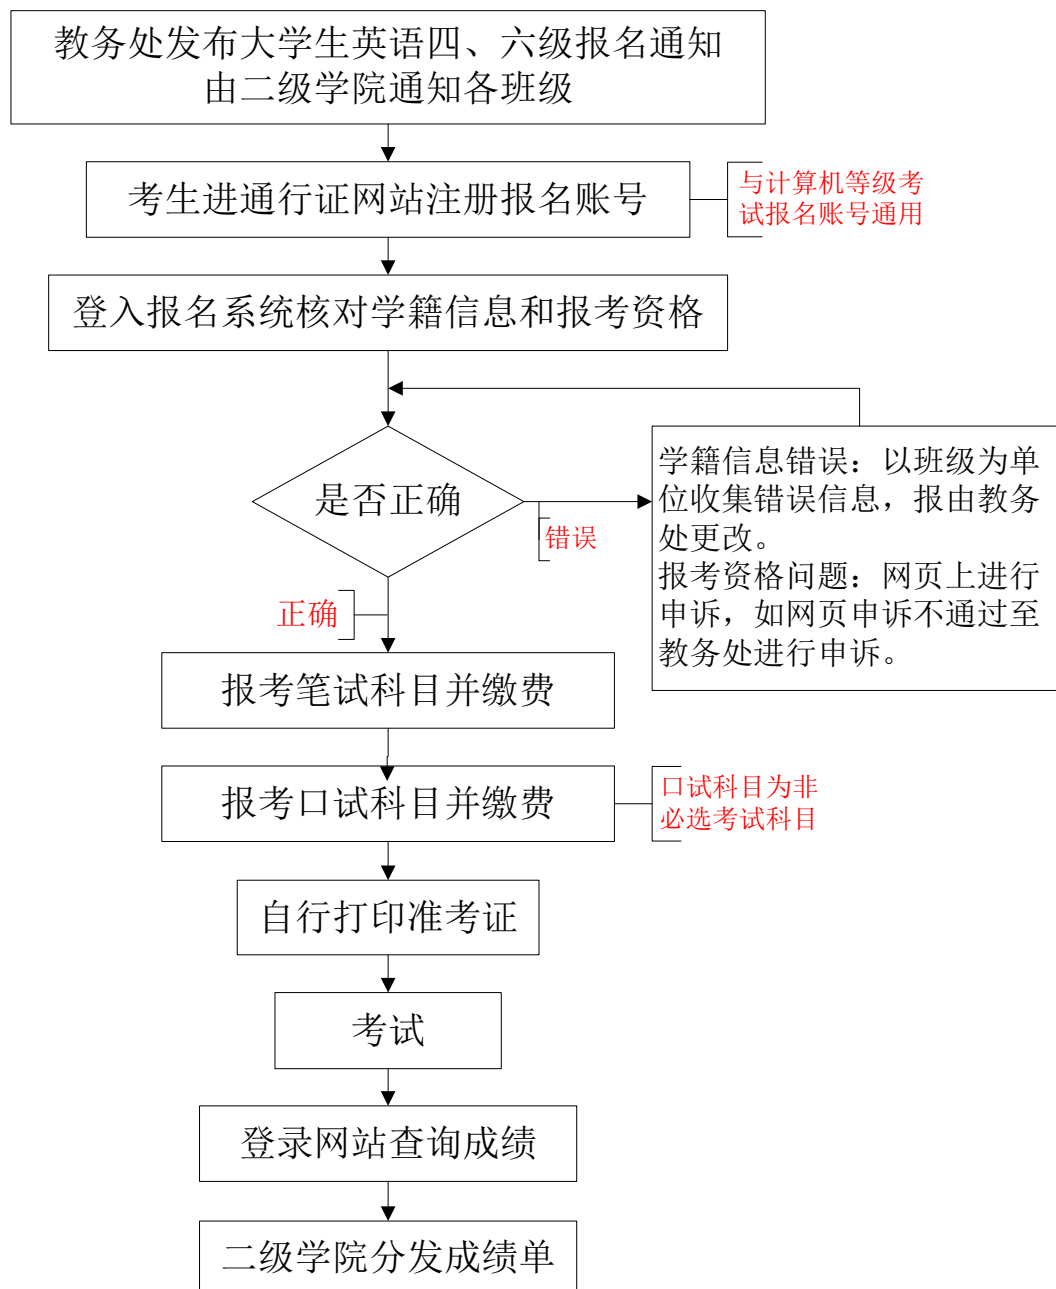 教务处发布大学生英语四、六级报名通知
由二级学院通知各班级
考生进通行证网站注册报名账号
与计算机等级考
试报名账号通用
登入报名系统核对学籍信息和报考资格
是否正确
错误
学籍信息错误：以班级为单
位收集错误信息，报由教务
处更改。
报考资格问题：网页上进行
申诉，如网页申诉不通过至
教务处进行申诉。
正确
报考笔试科目并缴费
报考口试科目并缴费
口试科目为非
必选考试科目
自行打印准考证
考试
登录网站查询成绩
二级学院分发成绩单